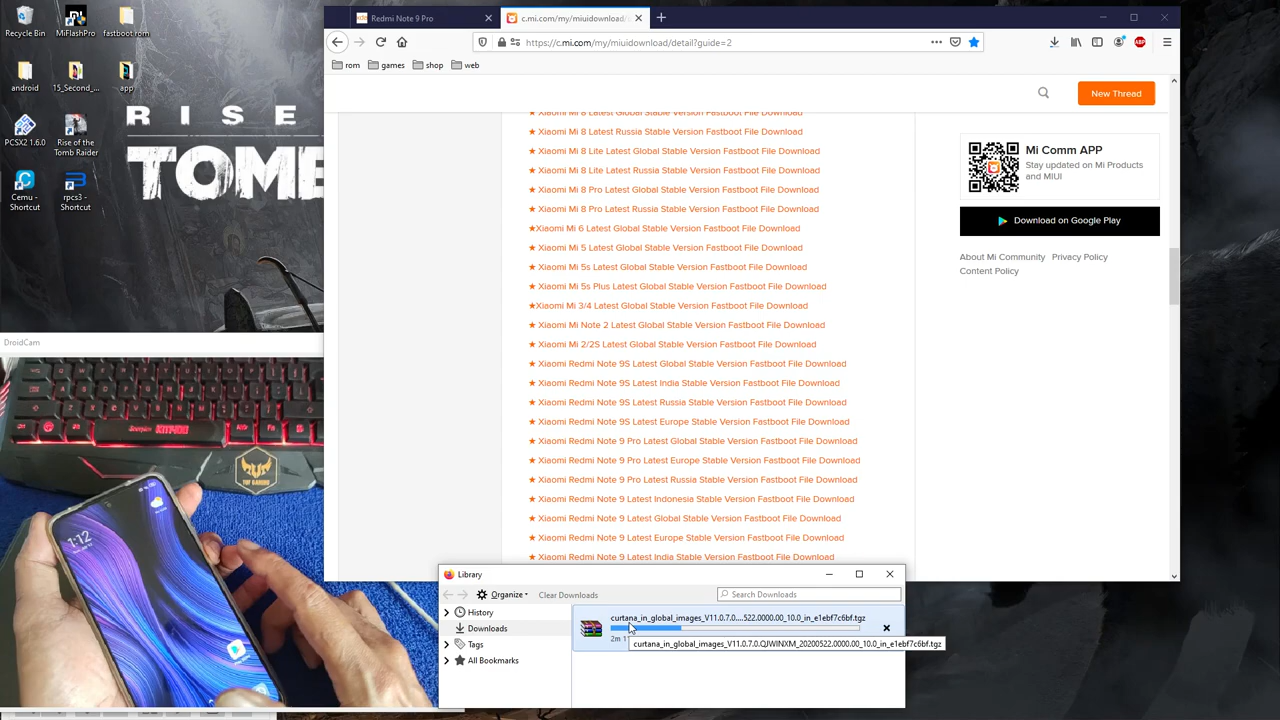 Recycle Bin
MiFlashPro
fastboot rom
android
15_Second_...
app
PCSX2 1.6.0
Rise of the
Tomb Raider
Cemu -
Shortcut
rpcs3 -
Shortcut
RISE
TOMB
Redmi Note 9 Pro
c.mi.com/my/miuidownload/
https://c.mi.com/my/miuidownload/detail?guide=2
ABP
rom
games
shop
web
New Thread
★ Xiaomi Mi 8 Latest Global Stable Version Fastboot File Download
★ Xiaomi Mi 8 Latest Russia Stable Version Fastboot File Download
★ Xiaomi Mi 8 Lite Latest Global Stable Version Fastboot File Download
★ Xiaomi Mi 8 Lite Latest Russia Stable Version Fastboot File Download
★ Xiaomi Mi 8 Pro Latest Global Stable Version Fastboot File Download
★ Xiaomi Mi 8 Pro Latest Russia Stable Version Fastboot File Download
★Xiaomi Mi 6 Latest Global Stable Version Fastboot File Download
★ Xiaomi Mi 5 Latest Global Stable Version Fastboot File Download
★ Xiaomi Mi 5s Latest Global Stable Version Fastboot File Download
★ Xiaomi Mi 5s Plus Latest Global Stable Version Fastboot File Download
★Xiaomi Mi 3/4 Latest Global Stable Version Fastboot File Download
★ Xiaomi Mi Note 2 Latest Global Stable Version Fastboot File Download
★ Xiaomi Mi 2/2S Latest Global Stable Version Fastboot File Download
★ Xiaomi Redmi Note 9S Latest Global Stable Version Fastboot File Download
★ Xiaomi Redmi Note 9S Latest India Stable Version Fastboot File Download
★ Xiaomi Redmi Note 9S Latest Russia Stable Version Fastboot File Download
★ Xiaomi Redmi Note 9S Latest Europe Stable Version Fastboot File Download
★ Xiaomi Redmi Note 9 Pro Latest Global Stable Version Fastboot File Download
★ Xiaomi Redmi Note 9 Pro Latest Europe Stable Version Fastboot File Download
★ Xiaomi Redmi Note 9 Pro Latest Russia Stable Version Fastboot File Download
★ Xiaomi Redmi Note 9 Latest Indonesia Stable Version Fastboot File Download
★ Xiaomi Redmi Note 9 Latest Global Stable Version Fastboot File Download
★ Xiaomi Redmi Note 9 Latest Europe Stable Version Fastboot File Download
★ Xiaomi Redmi Note 9 Latest India Stable Version Fastboot File Download
Mi Comm APP
Stay updated on Mi Products
and MIUI
Download on Google Play
About Mi Community Privacy Policy
Content Policy
DroidCam
TUF GAMING
1:12
Library
Organize
Clear Downloads
Search Downloads
History
Downloads
Tags
All Bookmarks
curtana_in_global_images_V11.0.7.0....522.0000.00_10.0_in_e1ebf7c6bf.tgz
2m 1
curtana_in_global_images_V11.0.7.0.QJWINXM_20200522.0000.00_10.0_in_e1ebf7c6bf.tgz